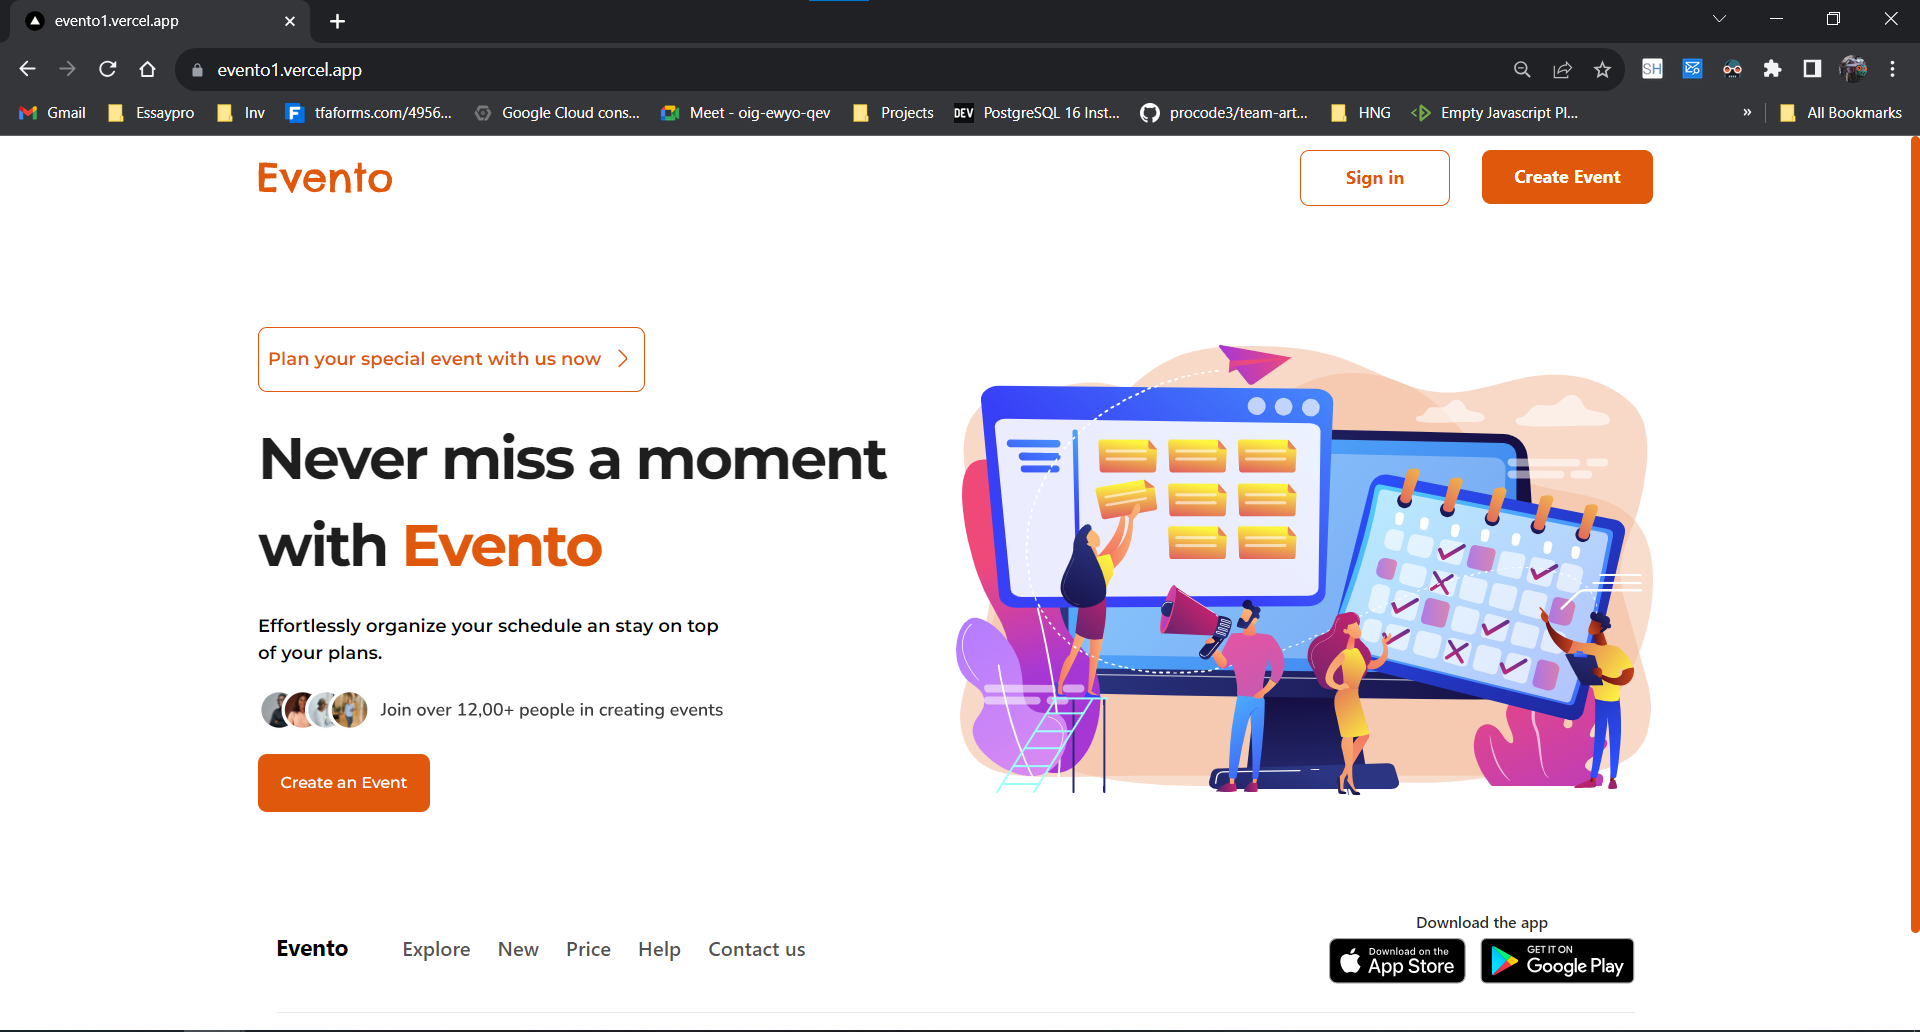 evento1.vercel.app
evento1.vercel.app
SH
Gmail
Essaypro
Inv
F
tfaforms.com/4956...
Google Cloud cons...
Meet - oig-ewyo-qev
Projects
DEV
PostgreSQL 16 Inst...
procode3/team-art...
HNG
Empty Javascript Pl...
»
All Bookmarks
Evento
Sign in
Create Event
Plan your special event with us now
Never miss a moment
with Evento
Effortlessly organize your schedule an stay on top
of your plans.
Join over 12,00+ people in creating events
Create an Event
Evento
Explore
New
Price
Help
Contact us
Download the app
Download on the
App Store
GET IT ON
Google Play